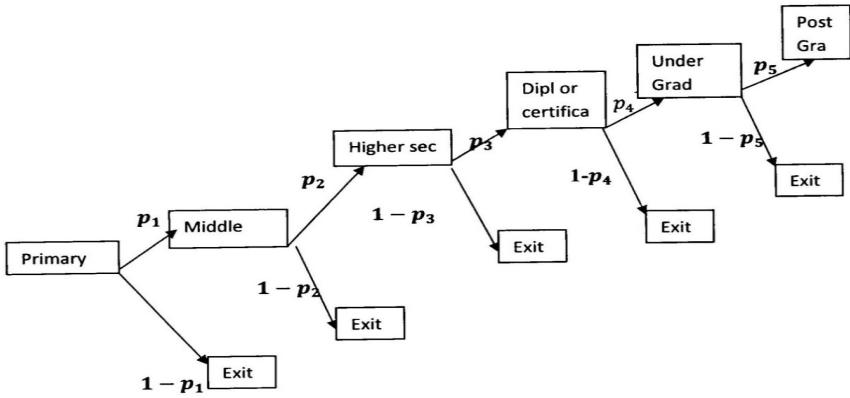 Post
Gra
Under
Grad
p₅
Dipl or
certifica
p₄
1 − p₅
Higher sec
p₃
Exit
p₂
1-p₄
p₁
Middle
1 − p₃
Exit
Primary
Exit
1 − p₂
Exit
Exit
1 − p₁